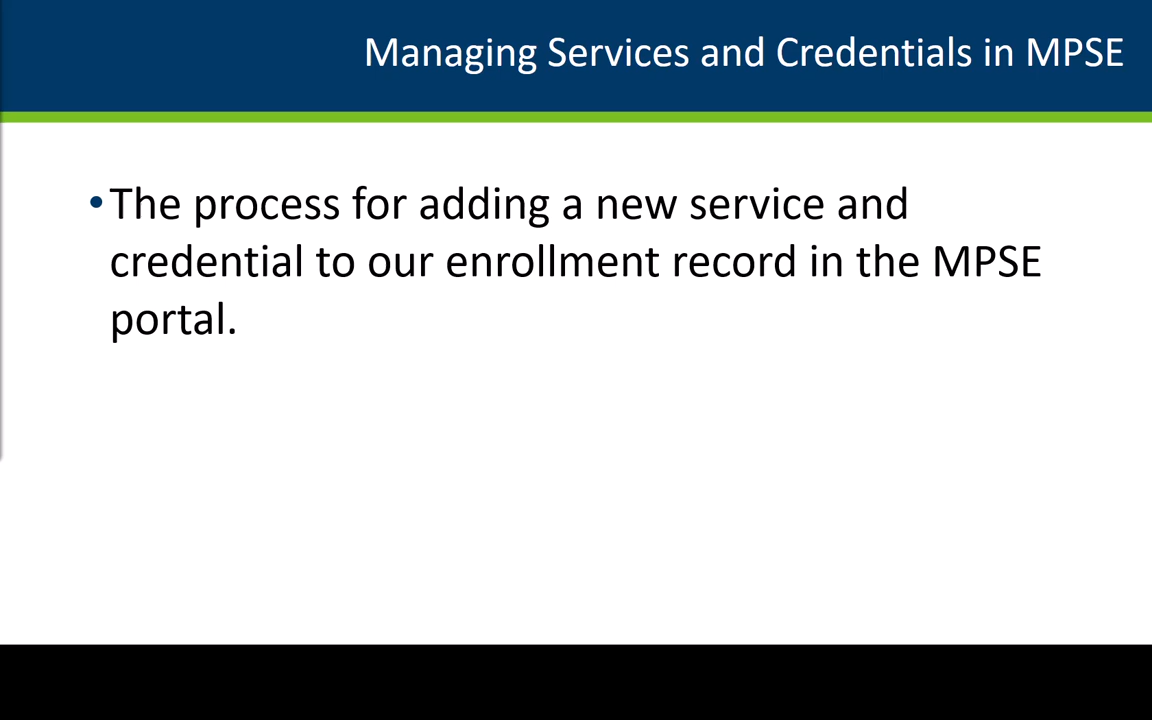 Managing Services and Credentials in MPSE
•The process for adding a new service and
credential to our enrollment record in the MPSE
portal.